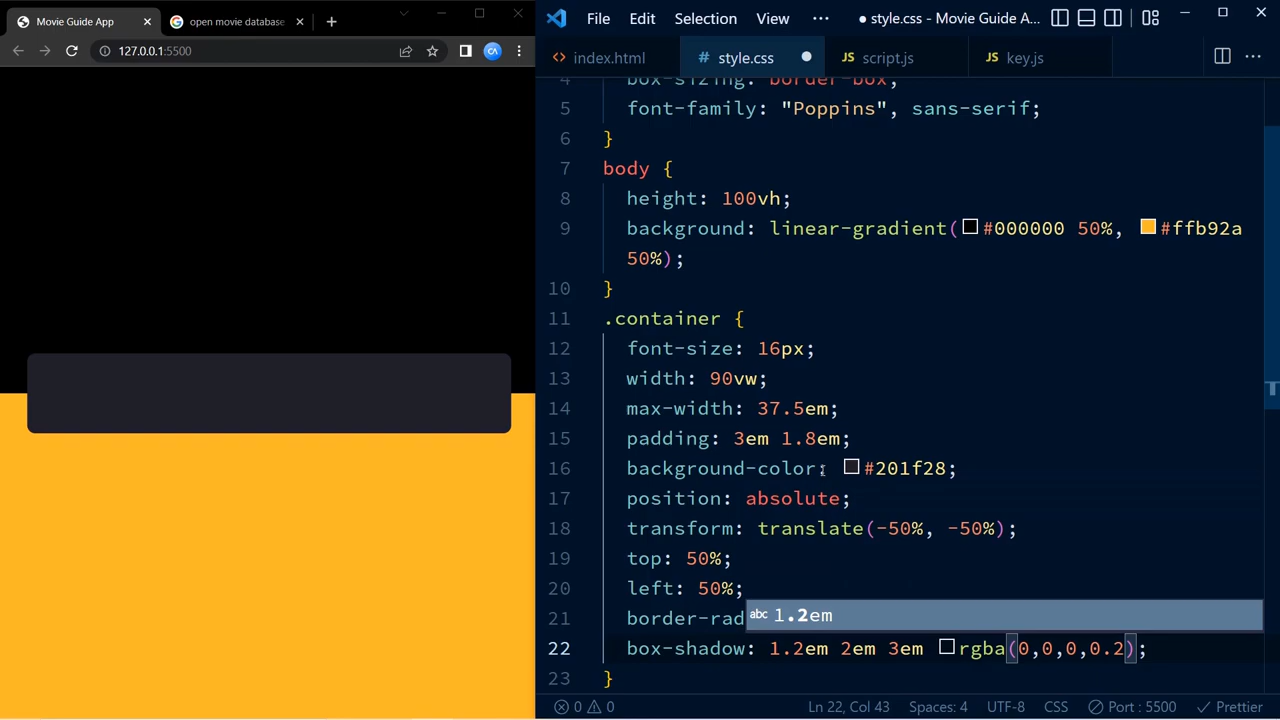 Movie Guide App
open movie database
127.0.0.1:5500
CA
File Edit Selection View ··· ● style.css - Movie Guide A...
<> index.html
# style.css ●
JS script.js
JS key.js
4 box-sizing: border-box;
5 font-family: "Poppins", sans-serif;
6 }
7 body {
8 height: 100vh;
9 background: linear-gradient(#000000 50%, #ffb92a
50%);
10 }
11 .container {
12 font-size: 16px;
13 width: 90vw;
14 max-width: 37.5em;
15 padding: 3em 1.8em;
16 background-color: #201f28;
17 position: absolute;
18 transform: translate(-50%, -50%);
19 top: 50%;
20 left: 50%;
21 border-rad
abc 1.2em
22 box-shadow: 1.2em 2em 3em rgba(0,0,0,0.2);
23 }
0 0 Ln 22, Col 43 Spaces: 4 UTF-8 CSS Port : 5500 Prettier